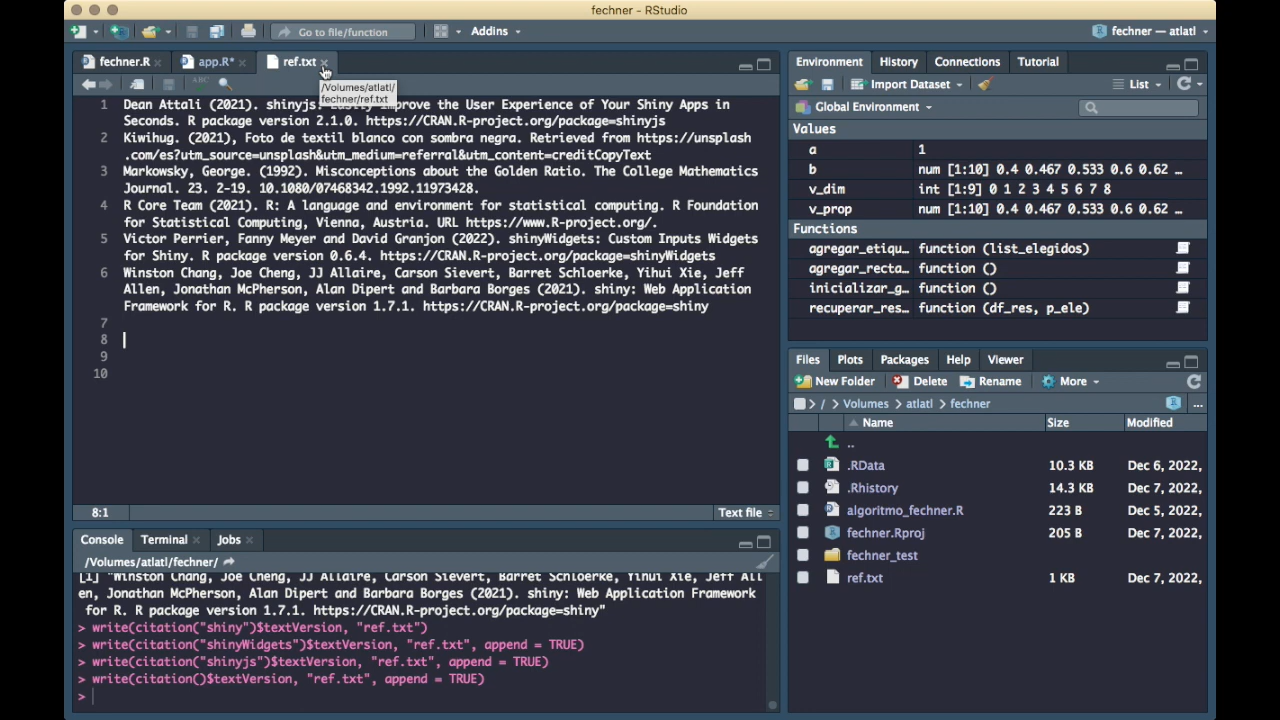 fechner - RStudio
Go to file/function
Addins
fechner — atlatl
fechner.R
app.R*
ref.txt
ABC
/Volumes/atlatl/
fechner/ref.txt
1 Dean Attali (2021). shinyjs: Easily Improve the User Experience of Your Shiny Apps in
Seconds. R package version 2.1.0. https://CRAN.R-project.org/package=shinyjs
2 Kiwihug. (2021), Foto de textil blanco con sombra negra. Retrieved from https://unsplash
.com/es?utm_source=unsplash&utm_medium=referral&utm_content=creditCopyText
3 Markowsky, George. (1992). Misconceptions about the Golden Ratio. The College Mathematics
Journal. 23. 2-19. 10.1080/07468342.1992.11973428.
4 R Core Team (2021). R: A language and environment for statistical computing. R Foundation
for Statistical Computing, Vienna, Austria. URL https://www.R-project.org/.
5 Victor Perrier, Fanny Meyer and David Granjon (2022). shinyWidgets: Custom Inputs Widgets
for Shiny. R package version 0.6.4. https://CRAN.R-project.org/package=shinyWidgets
6 Winston Chang, Joe Cheng, JJ Allaire, Carson Sievert, Barret Schloerke, Yihui Xie, Jeff
Allen, Jonathan McPherson, Alan Dipert and Barbara Borges (2021). shiny: Web Application
Framework for R. R package version 1.7.1. https://CRAN.R-project.org/package=shiny
7
8
9
10
8:1
Text file
Console
Terminal
Jobs
/Volumes/atlatl/fechner/
[1] "Winston Chang, Joe Cheng, JJ Allaire, Carson Sievert, Barret Schloerke, Yihui Xie, Jeff All
en, Jonathan McPherson, Alan Dipert and Barbara Borges (2021). shiny: Web Application Framework
for R. R package version 1.7.1. https://CRAN.R-project.org/package=shiny"
> write(citation("shiny")$textVersion, "ref.txt")
> write(citation("shinyWidgets")$textVersion, "ref.txt", append = TRUE)
> write(citation("shinyjs")$textVersion, "ref.txt", append = TRUE)
> write(citation()$textVersion, "ref.txt", append = TRUE)
>
Environment
History
Connections
Tutorial
Import Dataset
List
Global Environment
Values
a 1
b num [1:10] 0.4 0.467 0.533 0.6 0.62 …
v_dim int [1:9] 0 1 2 3 4 5 6 7 8
v_prop num [1:10] 0.4 0.467 0.533 0.6 0.62 …
Functions
agregar_etiqu… function (list_elegidos)
agregar_recta… function ()
inicializar_g… function ()
recuperar_res… function (df_res, p_ele)
Files
Plots
Packages
Help
Viewer
New Folder
Delete
Rename
More
/ > Volumes > atlatl > fechner
...
Name Size Modified
..
.RData 10.3 KB Dec 6, 2022,
.Rhistory 14.3 KB Dec 7, 2022,
algoritmo_fechner.R 223 B Dec 5, 2022,
fechner.Rproj 205 B Dec 7, 2022,
fechner_test
ref.txt 1 KB Dec 7, 2022,